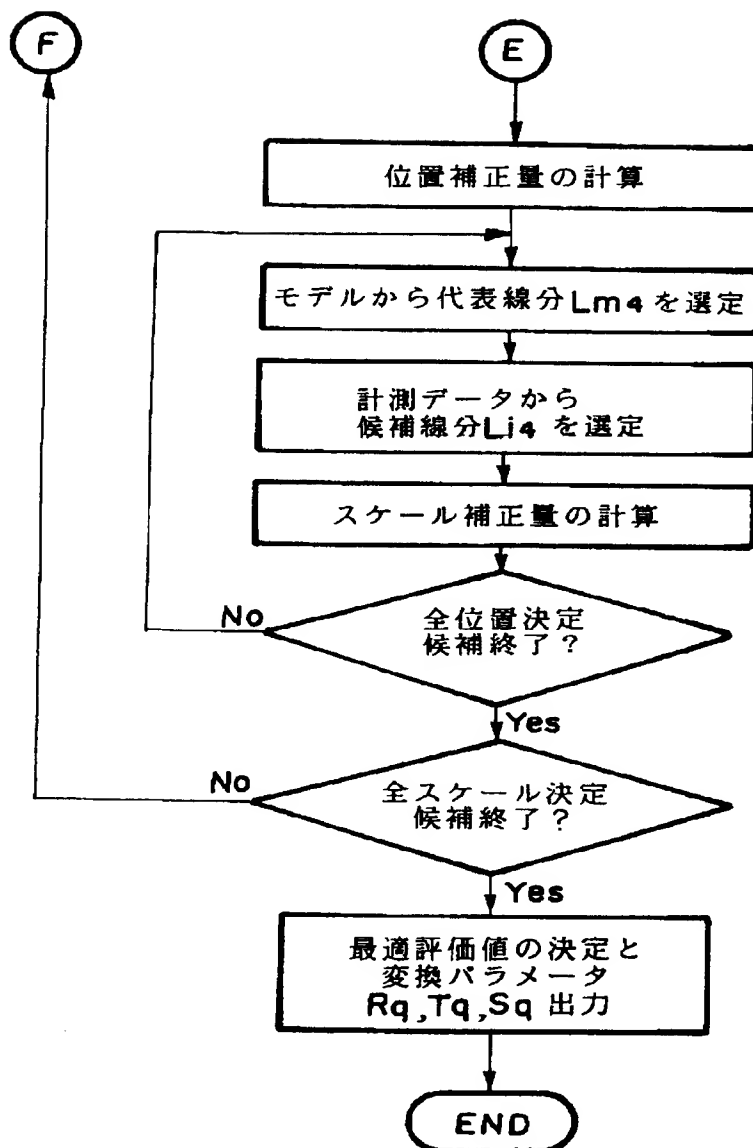 F
E
位置補正量の計算
モデルから代表線分Lm4を選定
計測データから
候補線分Li4を選定
スケール補正量の計算
全位置決定
候補終了?
No
Yes
全スケール決定
候補終了?
No
Yes
最適評価値の決定と
変換パラメータ
Rq,Tq,Sq出力
END